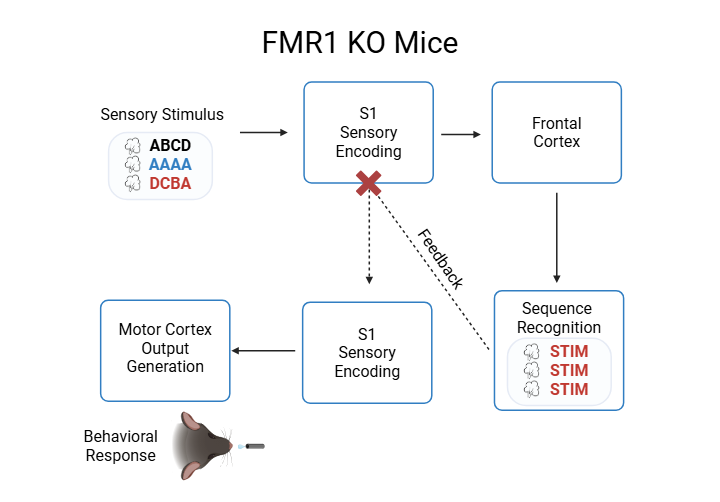 FMR1 KO Mice
Sensory Stimulus
ABCD
AAAA
DCBA
S1
Sensory
Encoding
Frontal
Cortex
Feedback
Sequence
Recognition
STIM
STIM
STIM
S1
Sensory
Encoding
Motor Cortex
Output
Generation
Behavioral
Response